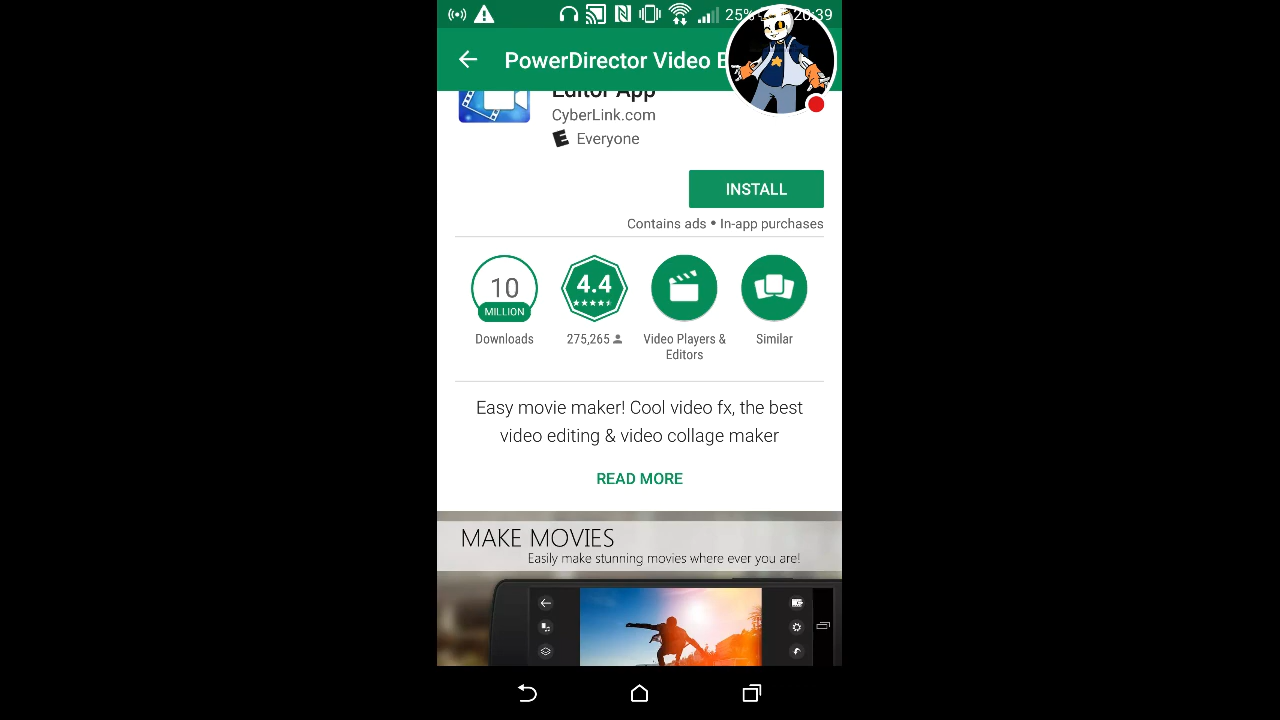 25%
20:39
PowerDirector Video E
Editor App
CyberLink.com
E Everyone
INSTALL
Contains ads • In-app purchases
10
MILLION
4.4
Downloads
275,265
Video Players &
Editors
Similar
Easy movie maker! Cool video fx, the best
video editing & video collage maker
READ MORE
MAKE MOVIES
Easily make stunning movies where ever you are!